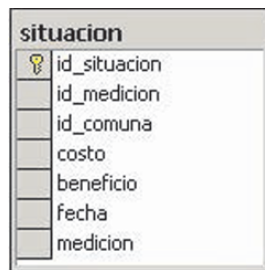 situacion
id_situacion
id_medicion
id_comuna
costo
beneficio
fecha
medicion